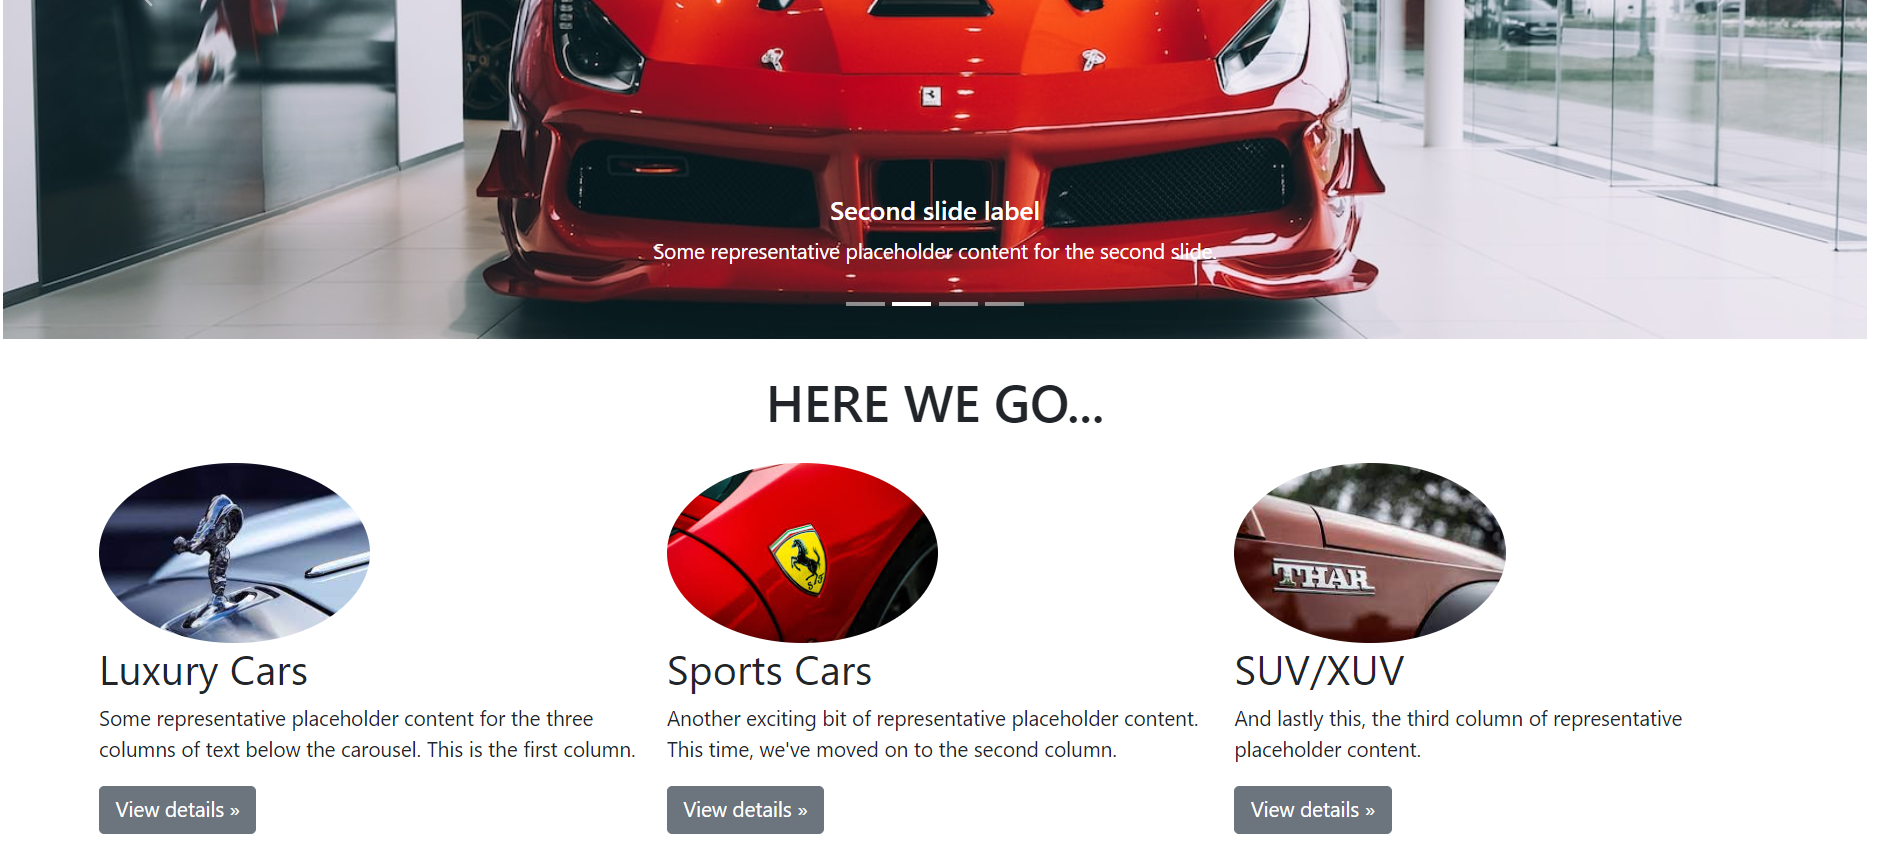 Second slide label
Some representative placeholder content for the second slide.
HERE WE GO...
S F
THAR
Luxury Cars
Some representative placeholder content for the three
columns of text below the carousel. This is the first column.
View details »
Sports Cars
Another exciting bit of representative placeholder content.
This time, we've moved on to the second column.
View details »
SUV/XUV
And lastly this, the third column of representative
placeholder content.
View details »